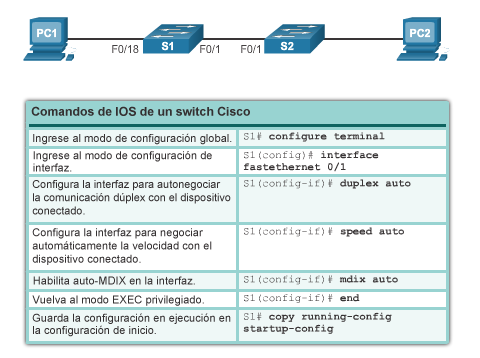 PC1
S1
S2
PC2
F0/18
F0/1
F0/1
Comandos de IOS de un switch Cisco
Ingrese al modo de configuración global.
S1# configure terminal
Ingrese al modo de configuración de
interfaz.
S1(config)# interface
fastethernet 0/1
Configura la interfaz para autonegociar
la comunicación dúplex con el dispositivo
conectado.
S1(config-if)# duplex auto
Configura la interfaz para negociar
automáticamente la velocidad con el
dispositivo conectado.
S1(config-if)# speed auto
Habilita auto-MDIX en la interfaz.
S1(config-if)# mdix auto
Vuelva al modo EXEC privilegiado.
S1(config-if)# end
Guarda la configuración en ejecución en
la configuración de inicio.
S1# copy running-config
startup-config